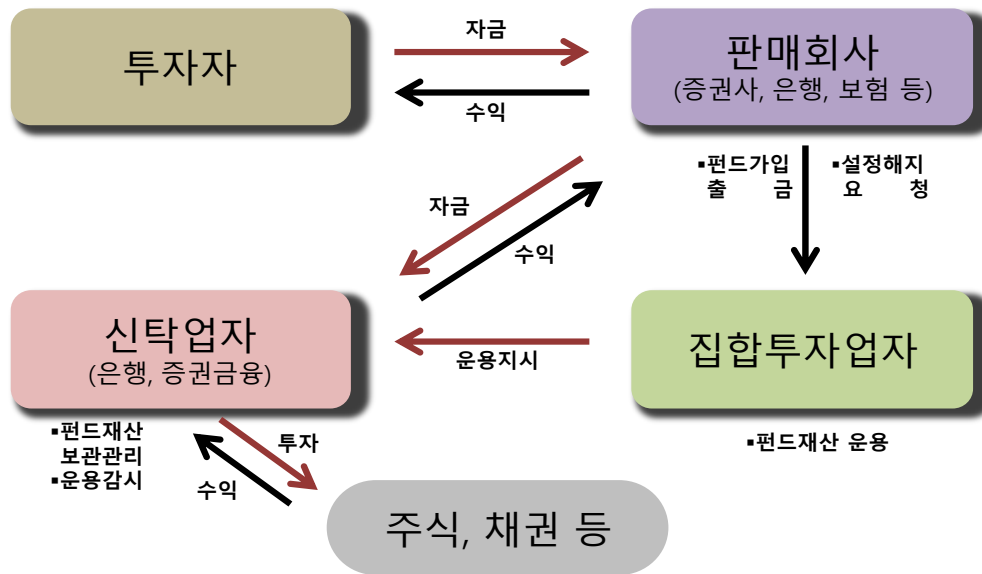 투자자
자금
수익
판매회사
(증권사, 은행, 보험 등)
▪펀드가입
출 금
▪설정해지
요 청
자금
수익
신탁업자
(은행, 증권금융)
운용지시
집합투자업자
▪펀드재산
보관관리
▪운용감시
투자
수익
▪펀드재산 운용
주식, 채권 등